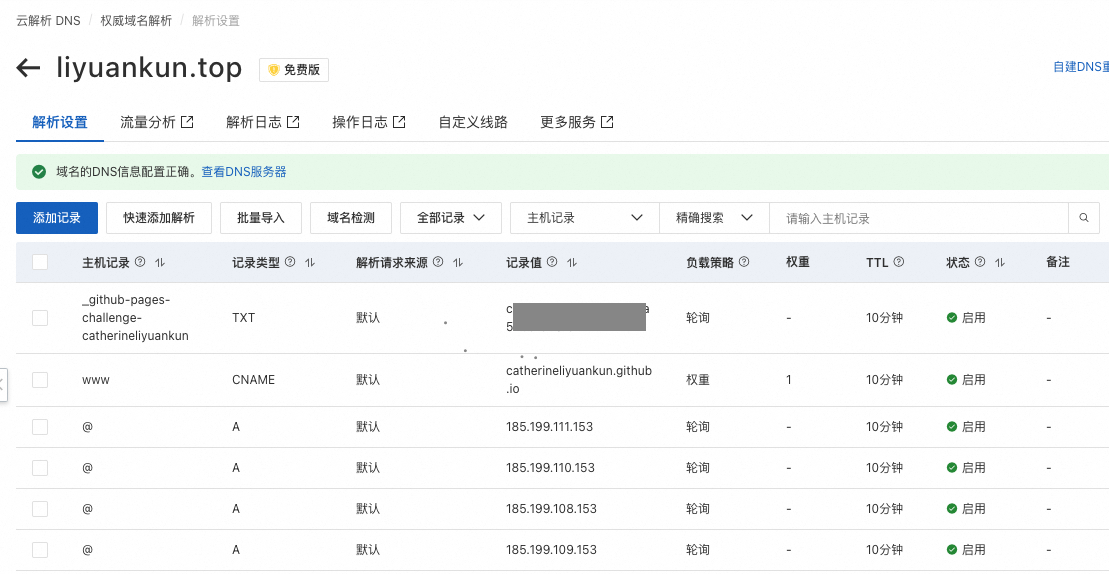 云解析 DNS / 权威域名解析 / 解析设置
liyuankun.top 免费版 自建DNS重
解析设置 流量分析 解析日志 操作日志 自定义线路 更多服务
域名的DNS信息配置正确。查看DNS服务器
添加记录 快速添加解析 批量导入 域名检测 全部记录 主机记录 精确搜索 请输入主机记录
主机记录 记录类型 解析请求来源 记录值 负载策略 权重 TTL 状态 备注
_github-pages-
challenge-
catherineliyuankun
TXT 默认 c
5
轮询 - 10分钟 启用 -
www CNAME 默认 catherineliyuankun.github
.io
权重 1 10分钟 启用 -
@ A 默认 185.199.111.153 轮询 - 10分钟 启用 -
@ A 默认 185.199.110.153 轮询 - 10分钟 启用 -
@ A 默认 185.199.108.153 轮询 - 10分钟 启用 -
@ A 默认 185.199.109.153 轮询 - 10分钟 启用 -